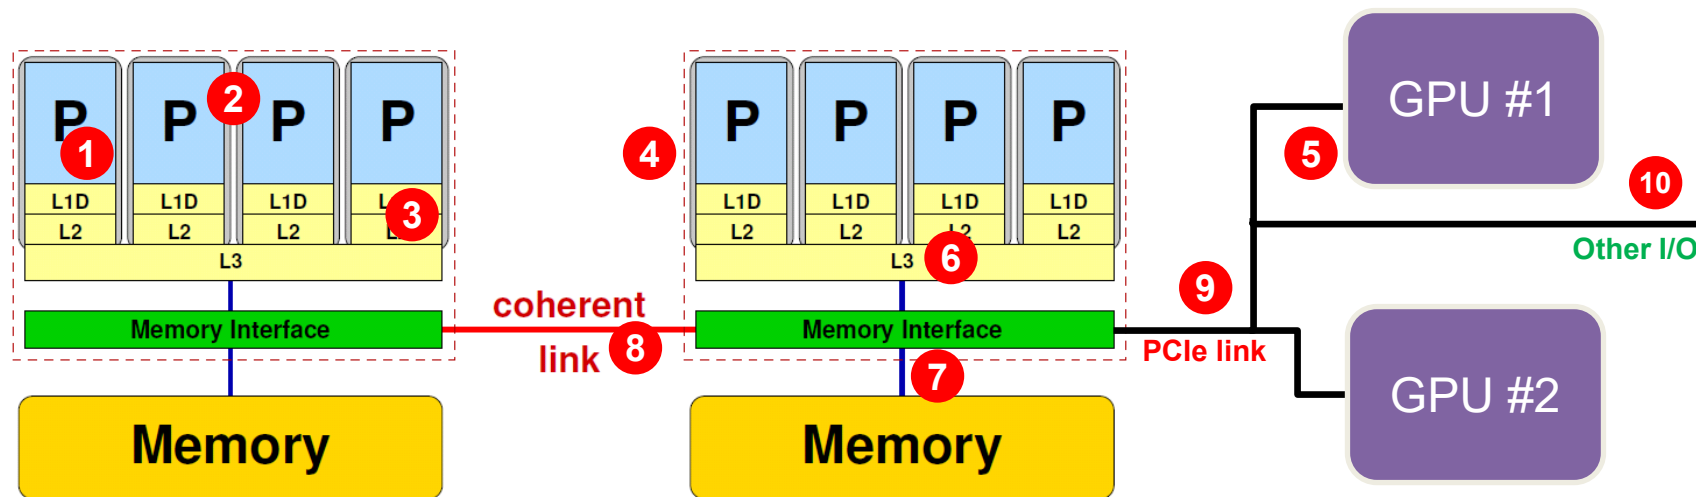 P P P P
1
2
L1D L1D L1D
L2 L2 L2
3
L3
Memory Interface
Memory
coherent
link
8
4
P P P P
L1D L1D L1D L1D
L2 L2 L2 L2
L3
6
Memory Interface
7
Memory
9
PCIe link
5
GPU #1
10
Other I/O
GPU #2